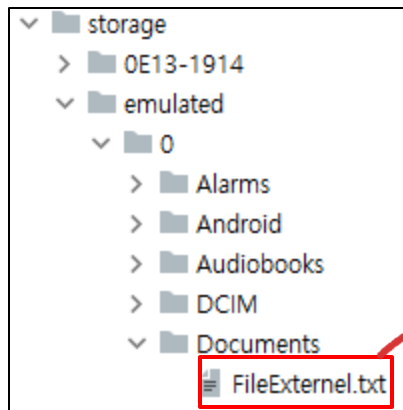 storage
0E13-1914
emulated
0
Alarms
Android
Audiobooks
DCIM
Documents
FileExternel.txt